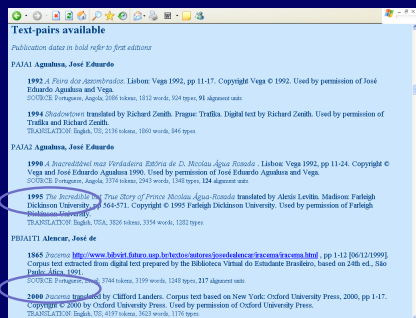 Text-pairs available
Publication dates in bold refer to first editions
PAJA1 Agualusa, José Eduardo
1992 A Feira dos Assombrados. Lisbon: Vega 1992, pp 11-17. Copyright Vega © 1992. Used by permission of José
Eduardo Agualusa and Vega.
SOURCE: Portuguese, Angola, 2086 tokens, 1812 words, 924 types, 91 alignment units
1994 Shadowtown translated by Richard Zenith. Prague: Trafika. Digital text by Richard Zenith. Used by permission of
Trafika and Richard Zenith.
TRANSLATION: English, US, 2136 tokens, 1860 words, 846 types
PAJA2 Agualusa, José Eduardo
1990 A Inacreditável mas Verdadeira Estória de D. Nicolau Água-Rosada . Lisbon: Vega 1992, pp 11-24. Copyright ©
Vega and José Eduardo Agualusa 1990. Used by permission of José Eduardo Agualusa and Vega.
SOURCE: Portuguese, Angola, 3374 tokens, 2943 words, 1348 types, 124 alignment units
1995 The Incredible but True Story of Prince Nicolau Água-Rosada translated by Alexis Levitin. Madison: Farleigh
Dickinson University, pp 564-571. Copyright © 1995 Farleigh Dickinson University. Used by permission of Farleigh
Dickinson University.
TRANSLATION: English, USA, 3826 tokens, 3354 words, 1282 types
PBJA1T1 Alencar, José de
1865 Iracema http://www.bibvirt.futuro.usp.br/textos/autores/josedealencar/iracema/iracema.html , pp 1-12 [06/12/1999].
Corpus text extracted from digital text prepared by the Biblioteca Virtual do Estudante Brasileiro, based on 24th ed., São
Paulo: Ática, 1991.
SOURCE: Portuguese, Brazil, 3744 tokens, 3199 words, 1248 types, 217 alignment units
2000 Iracema translated by Clifford Landers. Corpus text based on New York: Oxford University Press, 2000, pp 1-17.
Copyright © 2000 by Oxford University Press. Used by permission of Oxford University Press.
TRANSLATION: English, US, 4197 tokens, 3623 words, 1176 types